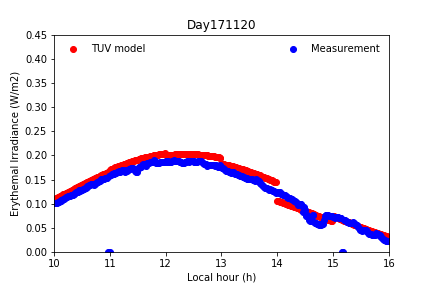 Day171120
TUV model
Measurement
Erythemal Irradiance (W/m2)
0.45
0.40
0.35
0.30
0.25
0.20
0.15
0.10
0.05
0.00
10 11 12 13 14 15 16
Local hour (h)